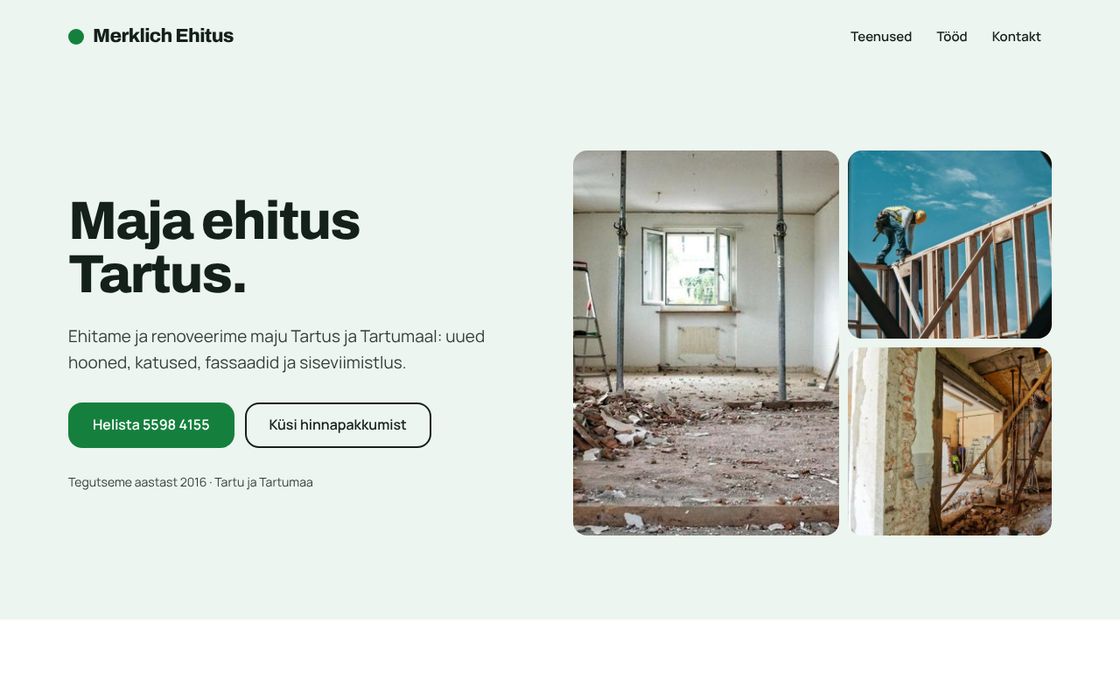 Merklich Ehitus
Teenused Tööd Kontakt
Maja ehitus
Tartus.
Ehitame ja renoveerime maju Tartus ja Tartumaal: uued
hooned, katused, fassaadid ja siseviimistlus.
Helista 5598 4155
Küsi hinnapakkumist
Tegutseme aastast 2016 · Tartu ja Tartumaa